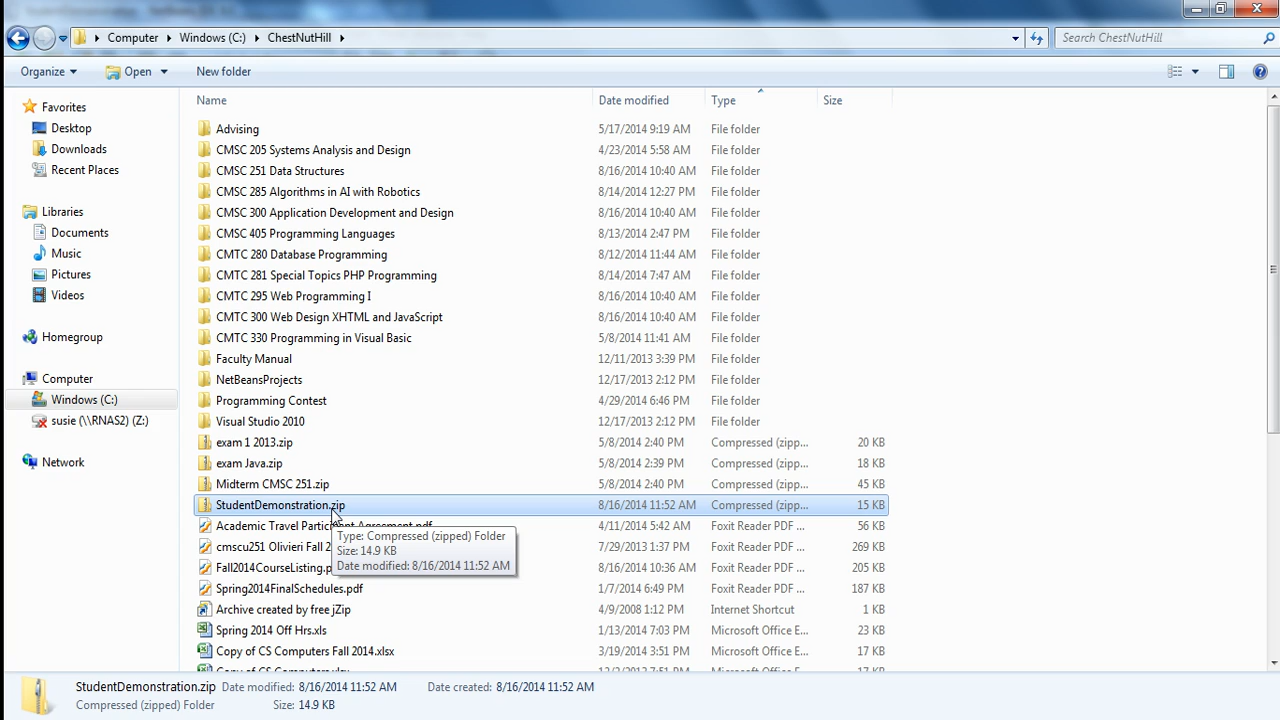 Computer Windows (C:) ChestNutHill Search ChestNutHill
Organize Open New folder
Name Date modified Type Size
Favorites
Desktop
Downloads
Recent Places
Libraries
Documents
Music
Pictures
Videos
Homegroup
Computer
Windows (C:)
susie (\\RNAS2) (Z:)
Network
Advising 5/17/2014 9:19 AM File folder
CMSC 205 Systems Analysis and Design 4/23/2014 5:58 AM File folder
CMSC 251 Data Structures 8/16/2014 10:40 AM File folder
CMSC 285 Algorithms in AI with Robotics 8/14/2014 12:27 PM File folder
CMSC 300 Application Development and Design 8/16/2014 10:40 AM File folder
CMSC 405 Programming Languages 8/13/2014 2:47 PM File folder
CMTC 280 Database Programming 8/12/2014 11:44 AM File folder
CMTC 281 Special Topics PHP Programming 8/14/2014 7:47 AM File folder
CMTC 295 Web Programming I 8/16/2014 10:40 AM File folder
CMTC 300 Web Design XHTML and JavaScript 8/16/2014 10:40 AM File folder
CMTC 330 Programming in Visual Basic 5/8/2014 11:41 AM File folder
Faculty Manual 12/11/2013 3:39 PM File folder
NetBeansProjects 12/17/2013 2:12 PM File folder
Programming Contest 4/29/2014 6:46 PM File folder
Visual Studio 2010 12/17/2013 2:12 PM File folder
exam 1 2013.zip 5/8/2014 2:40 PM Compressed (zipp... 20 KB
exam Java.zip 5/8/2014 2:39 PM Compressed (zipp... 18 KB
Midterm CMSC 251.zip 5/8/2014 2:40 PM Compressed (zipp... 45 KB
StudentDemonstration.zip 8/16/2014 11:52 AM Compressed (zipp... 15 KB
Academic Travel Participant Agreement.pdf 4/11/2014 5:42 AM Foxit Reader PDF ... 56 KB
cmscu251 Olivieri Fall 2 7/29/2013 1:37 PM Foxit Reader PDF ... 269 KB
Fall2014CourseListing.p 8/16/2014 10:36 AM Foxit Reader PDF ... 205 KB
Spring2014FinalSchedules.pdf 1/7/2014 6:49 PM Foxit Reader PDF ... 187 KB
Archive created by free jZip 4/9/2008 1:12 PM Internet Shortcut 1 KB
Spring 2014 Off Hrs.xls 1/13/2014 7:03 PM Microsoft Office E... 23 KB
Copy of CS Computers Fall 2014.xlsx 3/19/2014 3:51 PM Microsoft Office E... 17 KB
Copy of CS Computers.xlsx 12/2/2013 7:51 PM Microsoft Office E... 17 KB
Type: Compressed (zipped) Folder
Size: 14.9 KB
Date modified: 8/16/2014 11:52 AM
StudentDemonstration.zip Date modified: 8/16/2014 11:52 AM Date created: 8/16/2014 11:52 AM
Compressed (zipped) Folder Size: 14.9 KB